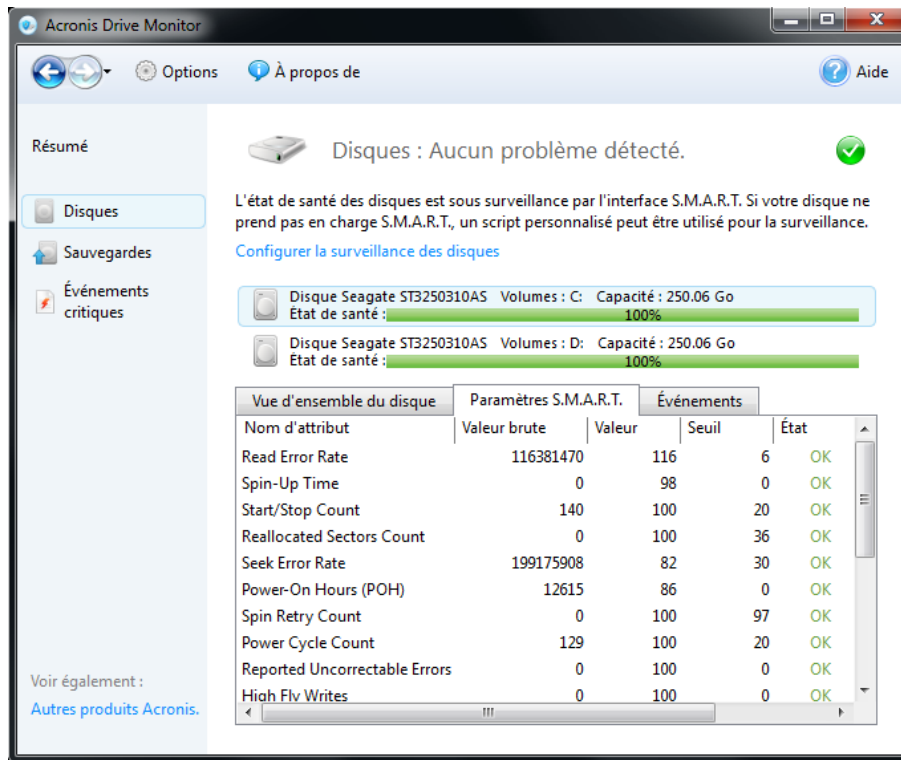 Acronis Drive Monitor
Options
À propos de
Aide
Résumé
Disques
Sauvegardes
Événements
critiques
Voir également :
Autres produits Acronis.
Disques : Aucun problème détecté.
L'état de santé des disques est sous surveillance par l'interface S.M.A.R.T. Si votre disque ne
prend pas en charge S.M.A.R.T., un script personnalisé peut être utilisé pour la surveillance.
Configurer la surveillance des disques
Disque Seagate ST3250310AS Volumes : C: Capacité : 250.06 Go
État de santé : 100%
Disque Seagate ST3250310AS Volumes : D: Capacité : 250.06 Go
État de santé : 100%
Vue d'ensemble du disque Paramètres S.M.A.R.T. Événements
Nom d'attribut Valeur brute Valeur Seuil État
Read Error Rate 116381470 116 6 OK
Spin-Up Time 0 98 0 OK
Start/Stop Count 140 100 20 OK
Reallocated Sectors Count 0 100 36 OK
Seek Error Rate 199175908 82 30 OK
Power-On Hours (POH) 12615 86 0 OK
Spin Retry Count 0 100 97 OK
Power Cycle Count 129 100 20 OK
Reported Uncorrectable Errors 0 100 0 OK
High Fly Writes 0 100 0 OK